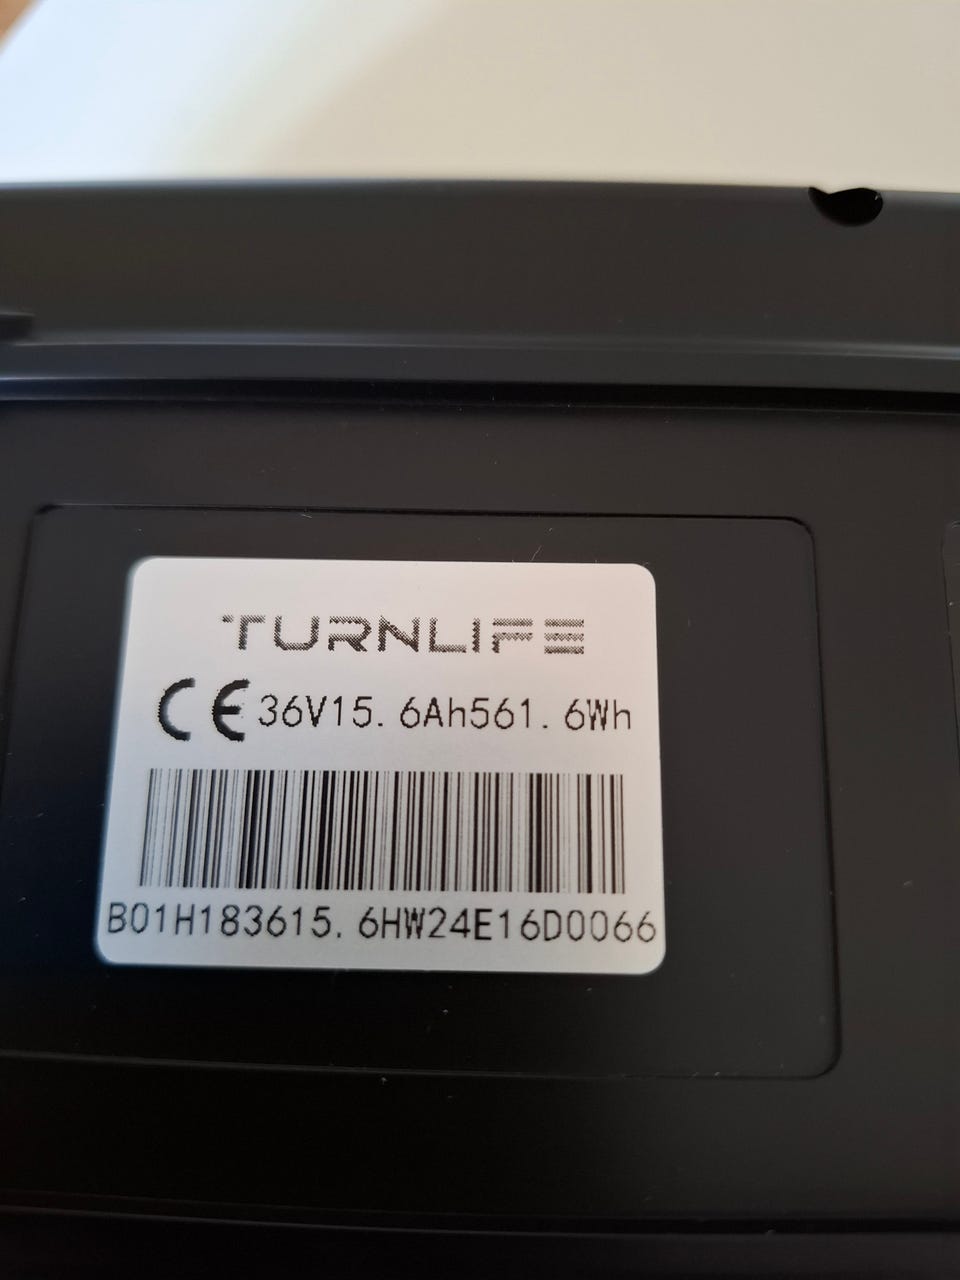 TURNLIFE
CE 36V15.6Ah561.6Wh
B01H183615.6HW24E16D0066